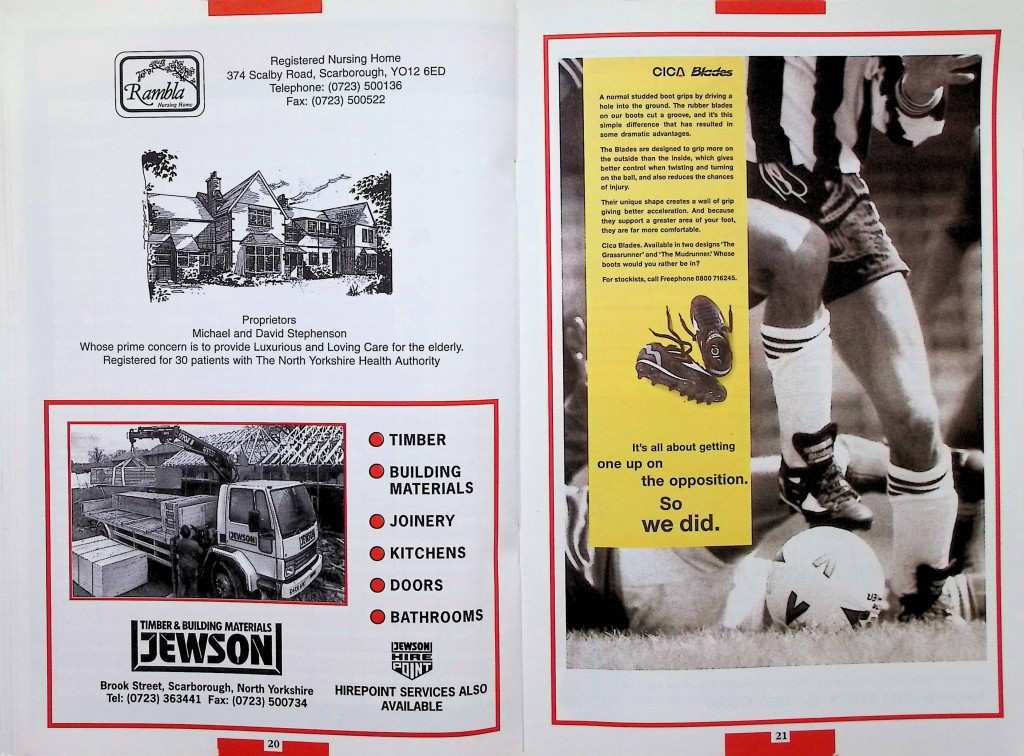 Rambla
Nursing Home
Registered Nursing Home
374 Scalby Road, Scarborough, YO12 6ED
Telephone: (0723) 500136
Fax: (0723) 500522
Proprietors
Michael and David Stephenson
Whose prime concern is to provide Luxurious and Loving Care for the elderly.
Registered for 30 patients with The North Yorkshire Health Authority
JEWSON
JEWSON
TIMBER
BUILDING
MATERIALS
JOINERY
KITCHENS
DOORS
BATHROOMS
TIMBER & BUILDING MATERIALS
JEWSON
Brook Street, Scarborough, North Yorkshire
Tel: (0723) 363441 Fax: (0723) 500734
JEWSON
HIRE
POINT
HIREPOINT SERVICES ALSO
AVAILABLE
20
CICA Blades
A normal studded boot grips by driving a
hole into the ground. The rubber blades
on our boots cut a groove, and it's this
simple difference that has resulted in
some dramatic advantages.
The Blades are designed to grip more on
the outside than the inside, which gives
better control when twisting and turning
on the ball, and also reduces the chances
of injury.
Their unique shape creates a wall of grip
giving better acceleration. And because
they support a greater area of your foot,
they are far more comfortable.
Cica Blades. Available in two designs 'The
Grassrunner' and 'The Mudrunner.' Whose
boots would you rather be in?
For stockists, call Freephone 0800 716245.
It's all about getting
one up on
the opposition.
So
we did.
21